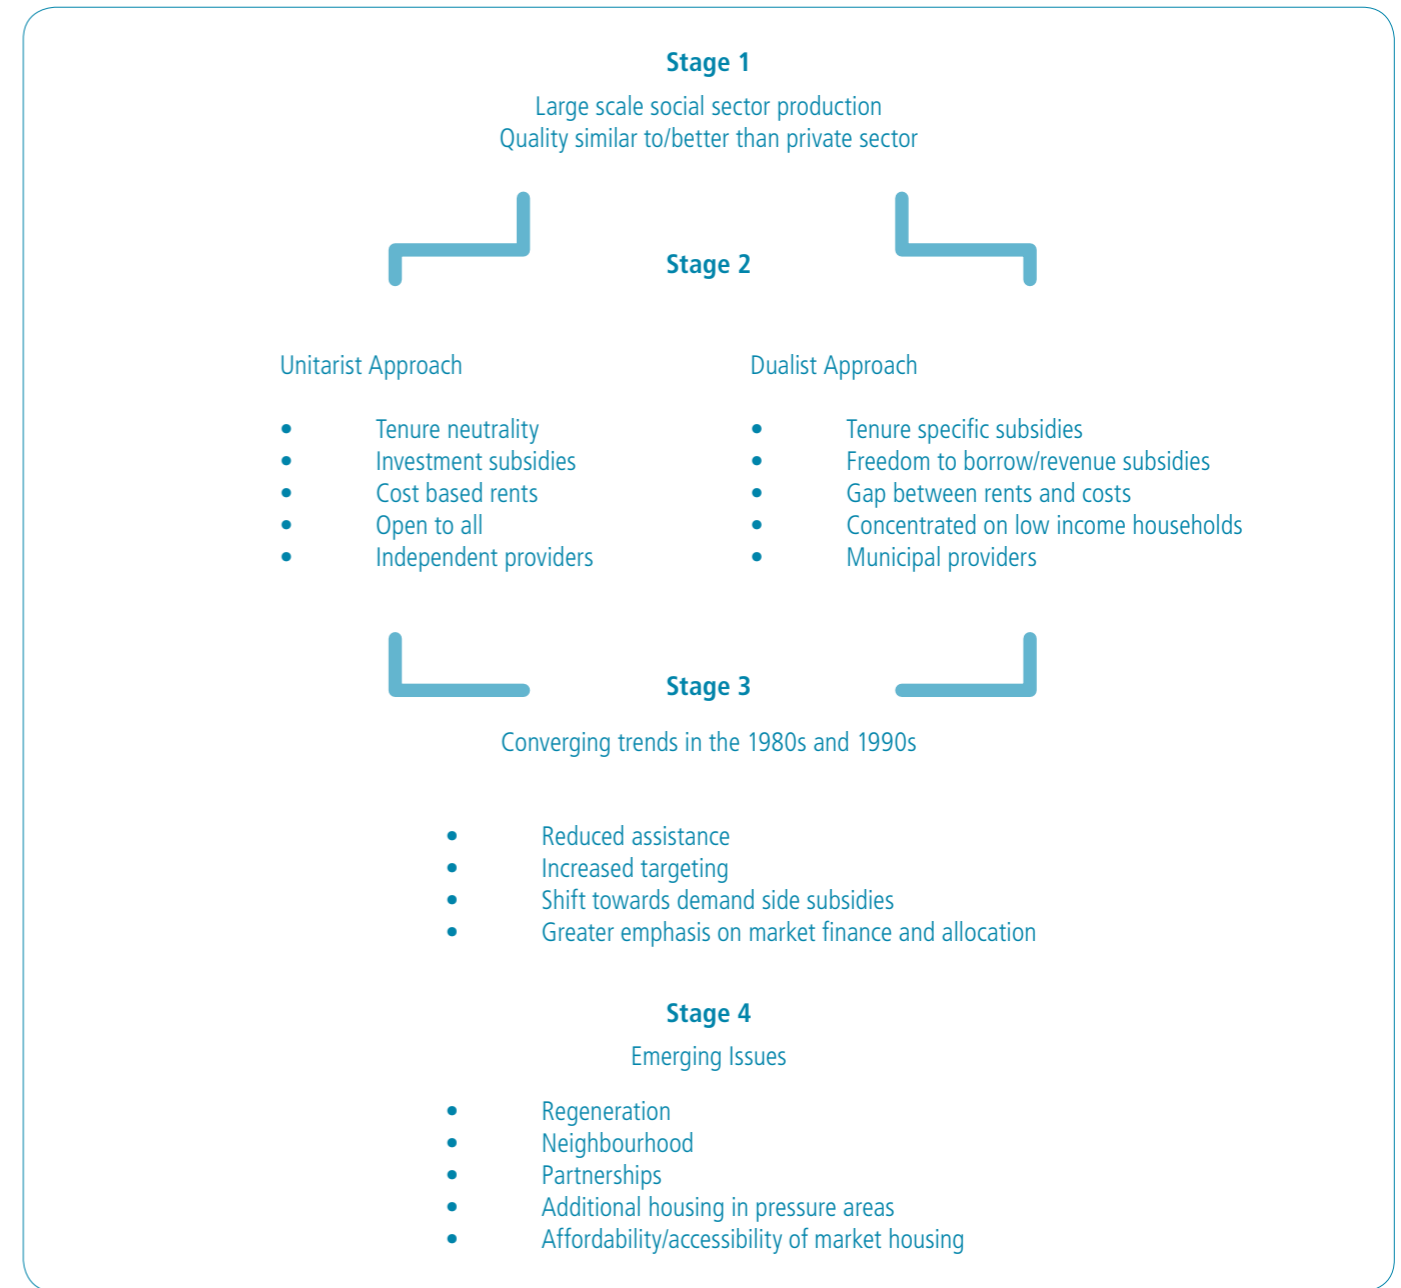 Stage 1
Large scale social sector production
Quality similar to/better than private sector
Stage 2
Unitarist Approach
• Tenure neutrality
• Investment subsidies
• Cost based rents
• Open to all
• Independent providers
Dualist Approach
• Tenure specific subsidies
• Freedom to borrow/revenue subsidies
• Gap between rents and costs
• Concentrated on low income households
• Municipal providers
Stage 3
Converging trends in the 1980s and 1990s
• Reduced assistance
• Increased targeting
• Shift towards demand side subsidies
• Greater emphasis on market finance and allocation
Stage 4
Emerging Issues
• Regeneration
• Neighbourhood
• Partnerships
• Additional housing in pressure areas
• Affordability/accessibility of market housing